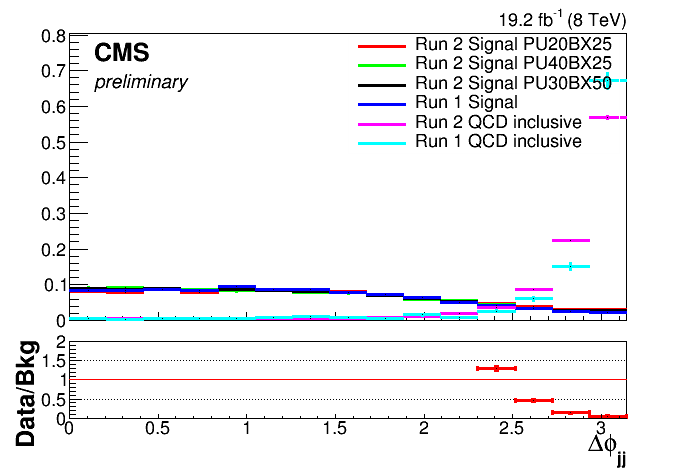 19.2 fb-1 (8 TeV)
CMS
preliminary
Run 2 Signal PU20BX25
Run 2 Signal PU40BX25
Run 2 Signal PU30BX50
Run 1 Signal
Run 2 QCD inclusive
Run 1 QCD inclusive
0.8
0.7
0.6
0.5
0.4
0.3
0.2
0.1
0
Data/Bkg
2
1.5
1
0.5
0
0 0.5 1 1.5 2 2.5 3
Δϕjj